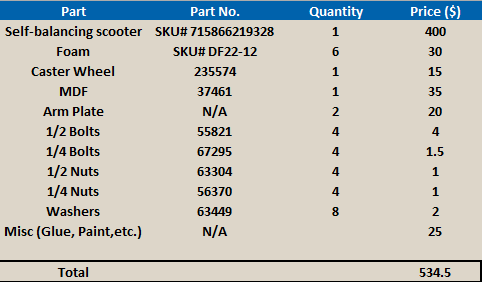 Part Part No. Quantity Price ($)
Self-balancing scooter SKU# 715866219328 1 400
Foam SKU# DF22-12 6 30
Caster Wheel 235574 1 15
MDF 37461 1 35
Arm Plate N/A 2 20
1/2 Bolts 55821 4 4
1/4 Bolts 67295 4 1.5
1/2 Nuts 63304 4 1
1/4 Nuts 56370 4 1
Washers 63449 8 2
Misc (Glue, Paint,etc.) N/A 25
Total 534.5